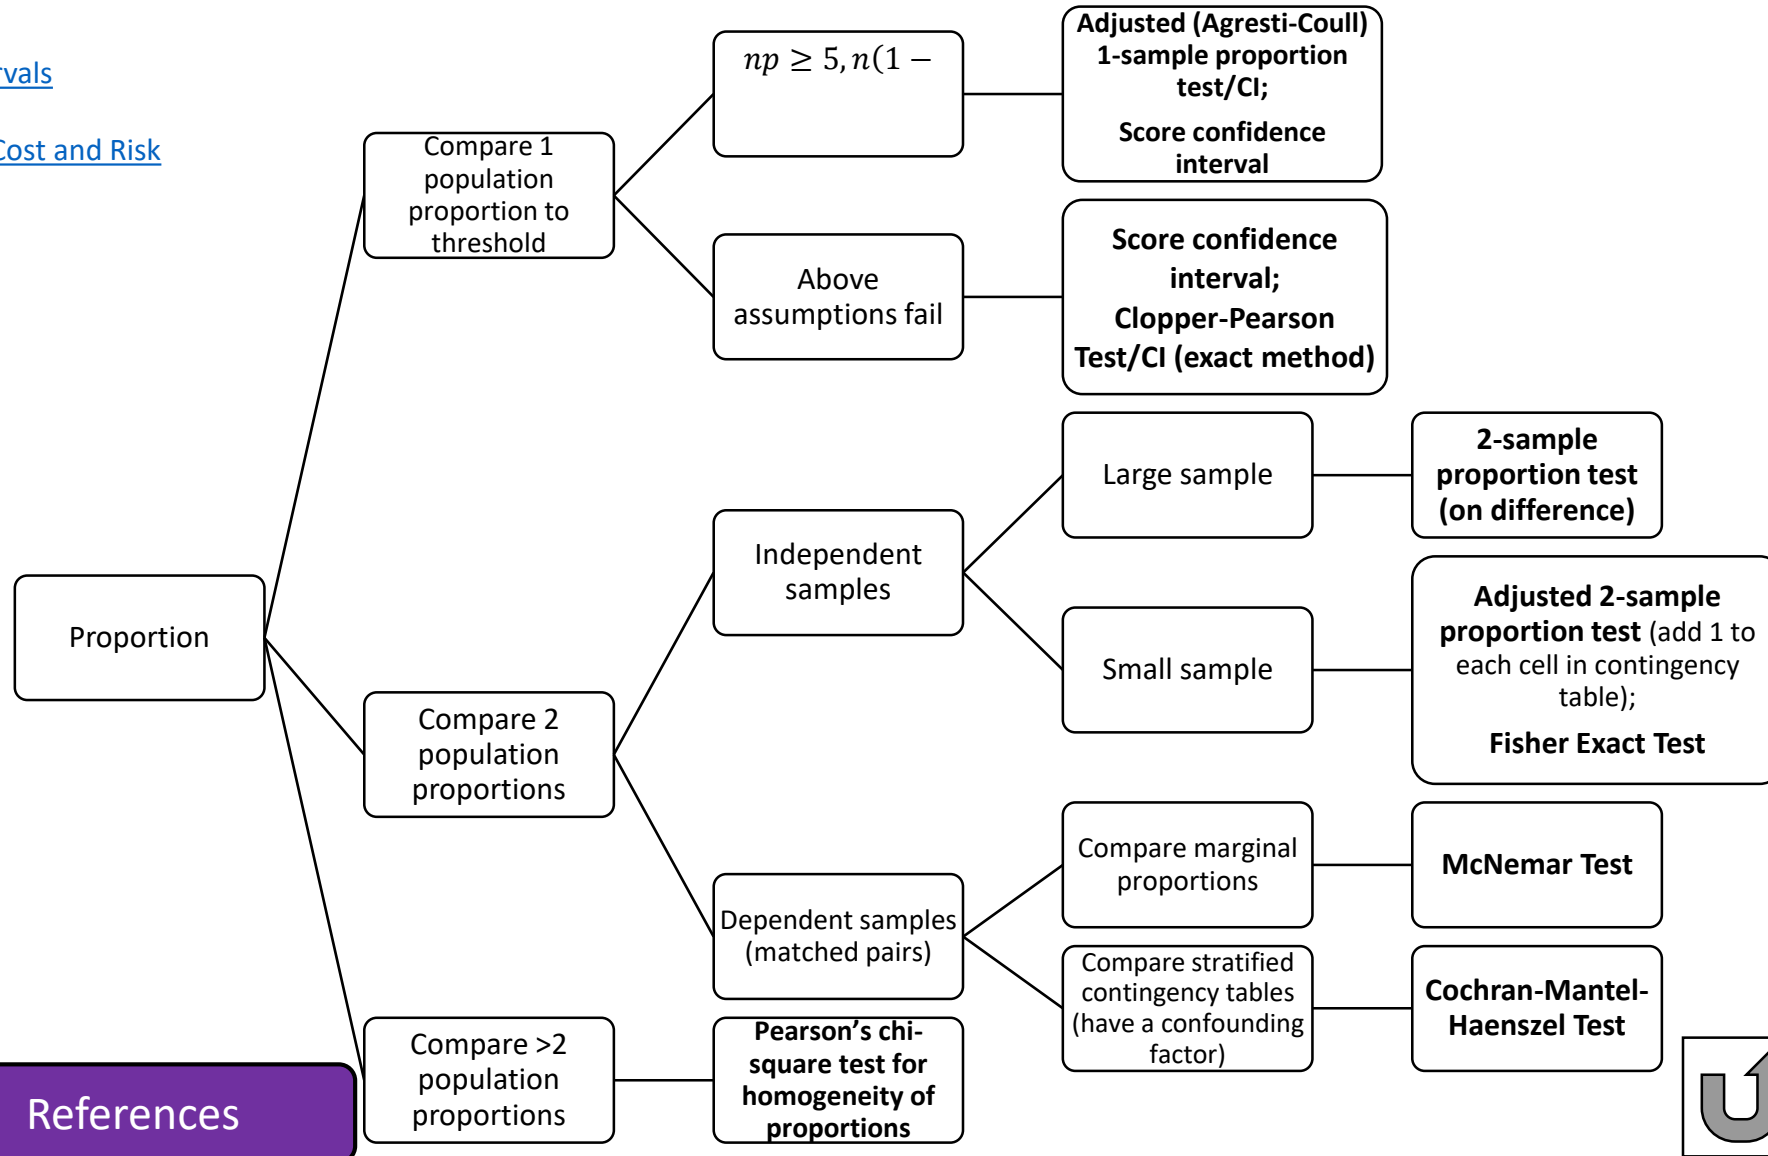 rvals
Cost and Risk
Proportion
Compare 1
population
proportion to
threshold
np ≥ 5, n(1 −
Adjusted (Agresti-Coull)
1-sample proportion
test/CI;
Score confidence
interval
Above
assumptions fail
Score confidence
interval;
Clopper-Pearson
Test/CI (exact method)
Compare 2
population
proportions
Independent
samples
Large sample
2-sample
proportion test
(on difference)
Small sample
Adjusted 2-sample
proportion test (add 1 to
each cell in contingency
table);
Fisher Exact Test
Dependent samples
(matched pairs)
Compare marginal
proportions
McNemar Test
Compare stratified
contingency tables
(have a confounding
factor)
Cochran-Mantel-
Haenszel Test
Compare >2
population
proportions
Pearson’s chi-
square test for
homogeneity of
proportions
References